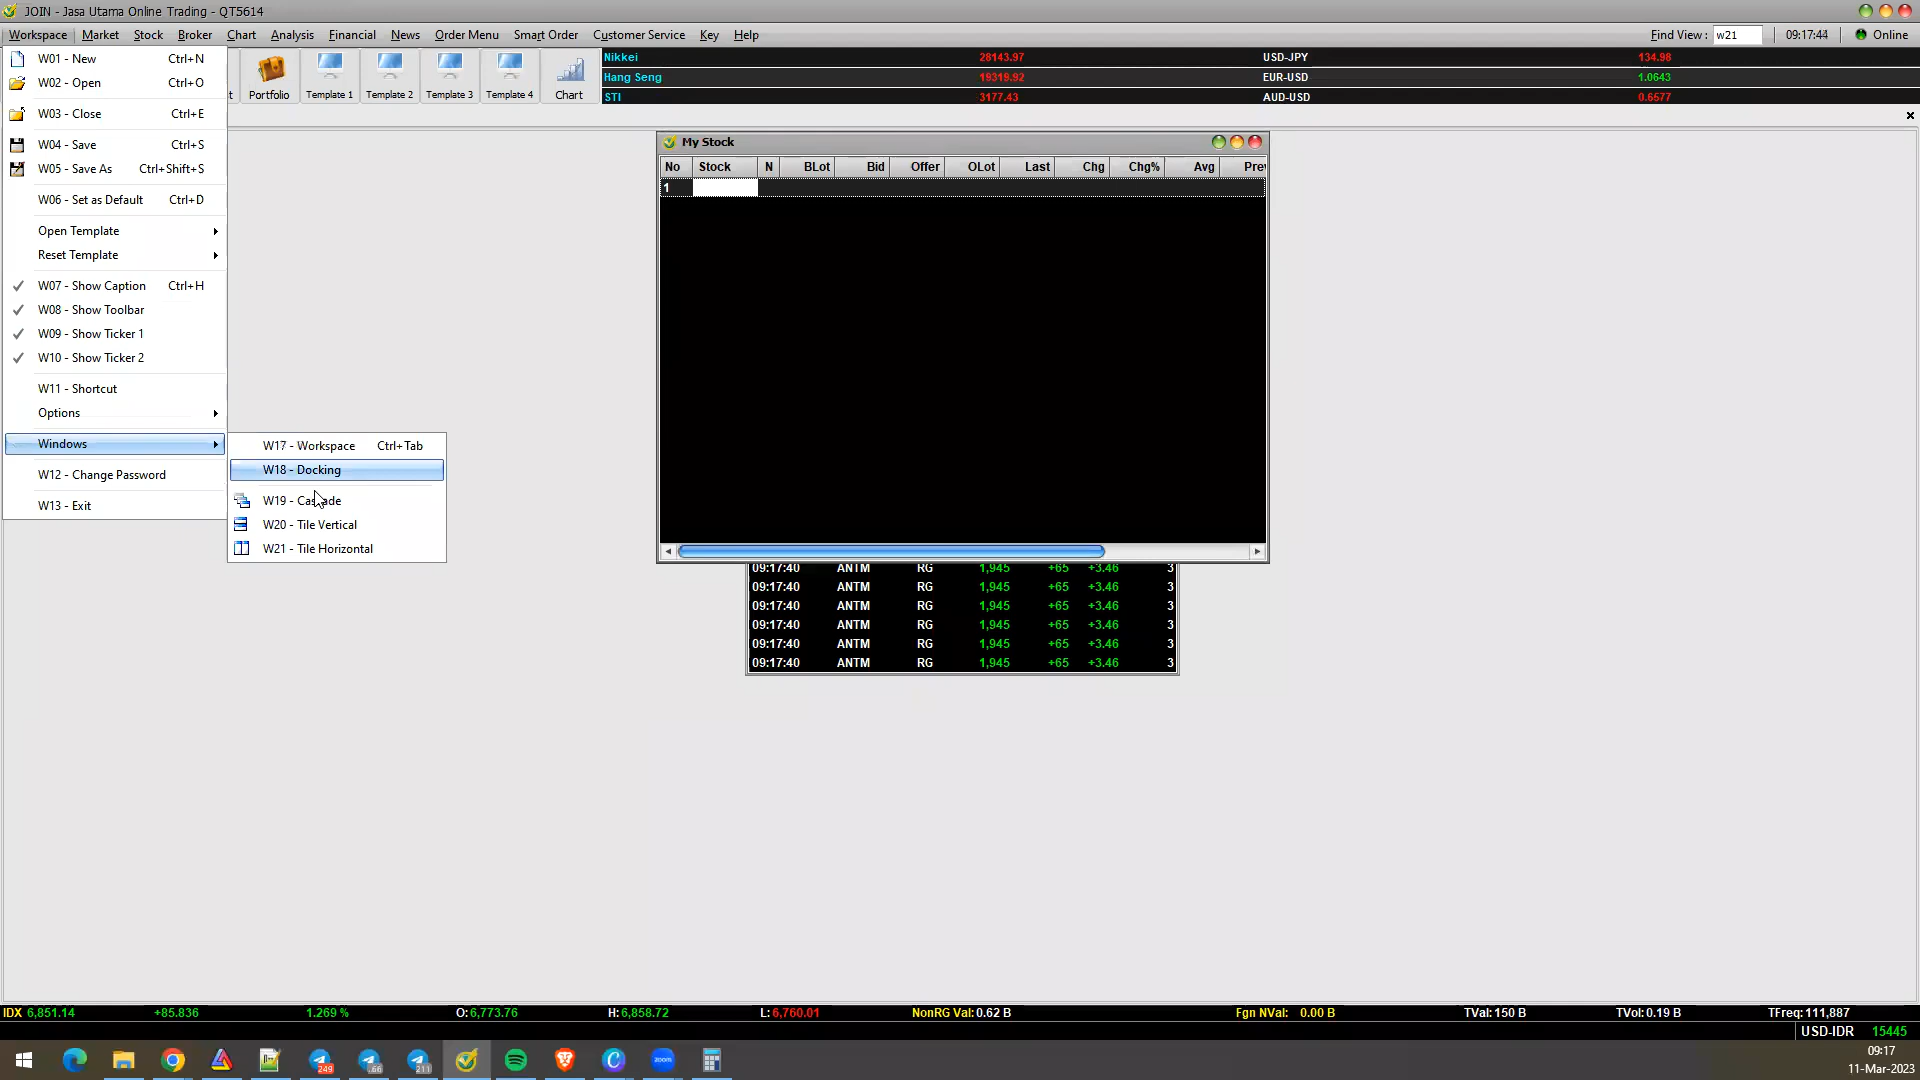 JOIN - Jasa Utama Online Trading - QT5614
Workspace Market Stock Broker Chart Analysis Financial News Order Menu Smart Order Customer Service Key Help Find View : w21 09:17:44 Online
W01 - New Ctrl+N
W02 - Open Ctrl+O
W03 - Close Ctrl+E
W04 - Save Ctrl+S
W05 - Save As Ctrl+Shift+S
W06 - Set as Default Ctrl+D
Open Template
Reset Template
W07 - Show Caption Ctrl+H
W08 - Show Toolbar
W09 - Show Ticker 1
W10 - Show Ticker 2
W11 - Shortcut
Options
Windows
W12 - Change Password
W13 - Exit
W17 - Workspace Ctrl+Tab
W18 - Docking
W19 - Cascade
W20 - Tile Vertical
W21 - Tile Horizontal
t Portfolio Template 1 Template 2 Template 3 Template 4 Chart
Nikkei 28143.97 USD-JPY 134.98
Hang Seng 19319.92 EUR-USD 1.0643
STI 3177.43 AUD-USD 0.6577
My Stock
No Stock N BLot Bid Offer OLot Last Chg Chg% Avg Prev
1
09:17:40 ANTM RG 1,945 +65 +3.46 3
09:17:40 ANTM RG 1,945 +65 +3.46 3
09:17:40 ANTM RG 1,945 +65 +3.46 3
09:17:40 ANTM RG 1,945 +65 +3.46 3
09:17:40 ANTM RG 1,945 +65 +3.46 3
09:17:40 ANTM RG 1,945 +65 +3.46 3
IDX 6,851.14 +85.836 1.269 % O:6,773.76 H:6,858.72 L:6,760.01 NonRG Val:0.62 B Fgn NVal: 0.00 B TVal:150 B TVol:0.19 B TFreq:111,887
USD-IDR 15445
249 .66 211 zoom
09:17
11-Mar-2023